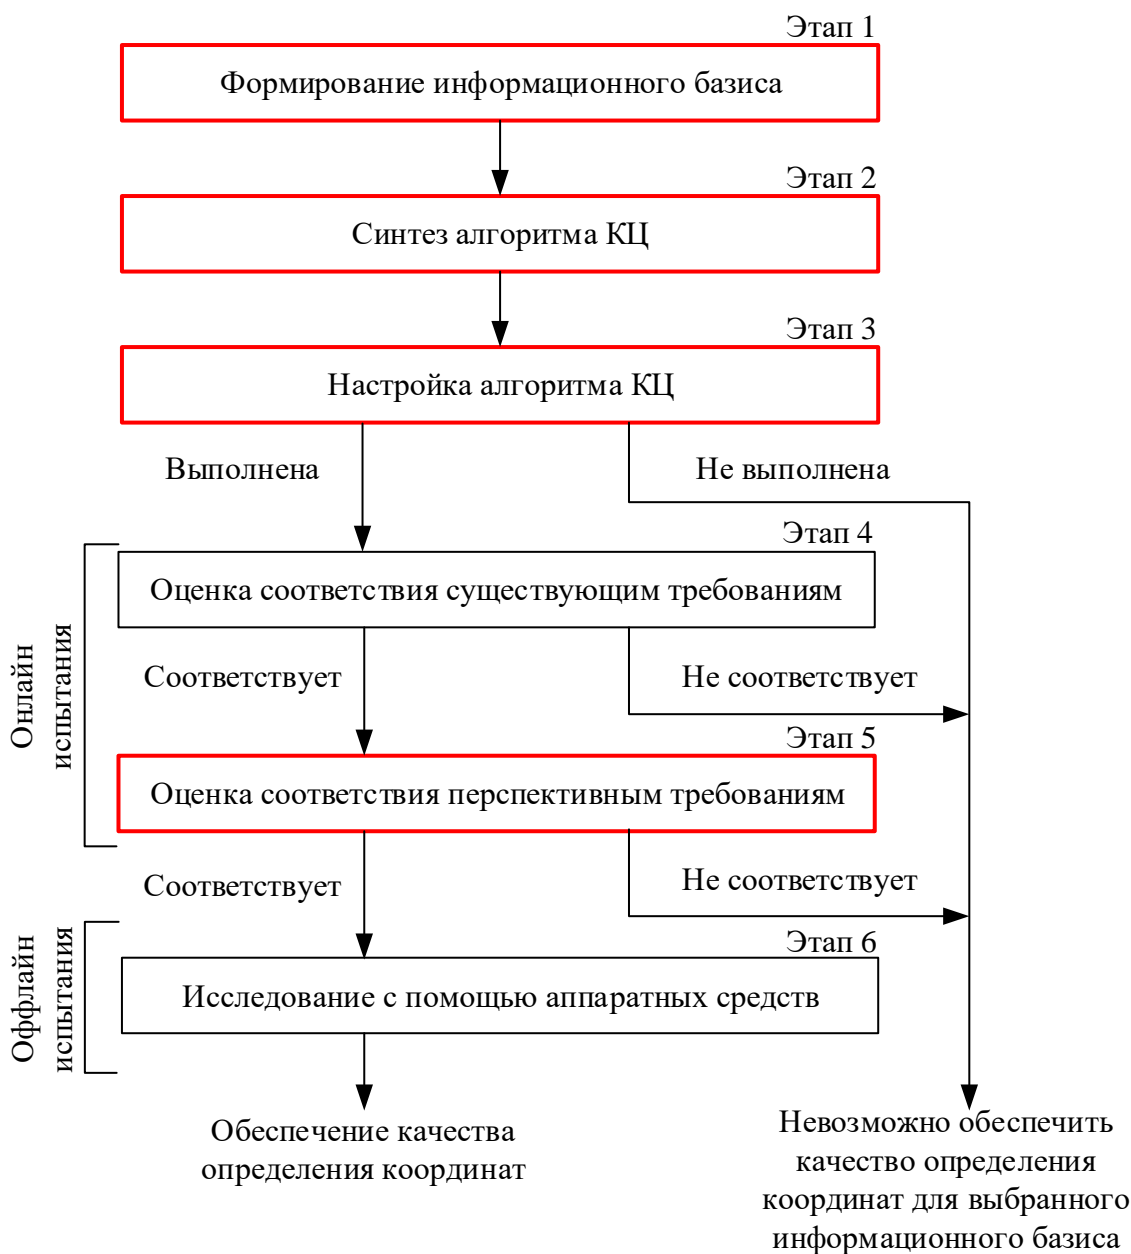 Этап 1
Формирование информационного базиса
Этап 2
Синтез алгоритма КЦ
Этап 3
Настройка алгоритма КЦ
Выполнена
Не выполнена
Этап 4
Оценка соответствия существующим требованиям
Соответствует
Не соответствует
Онлайн
испытания
Этап 5
Оценка соответствия перспективным требованиям
Соответствует
Не соответствует
Этап 6
Исследование с помощью аппаратных средств
Оффлайн
испытания
Обеспечение качества
определения координат
Невозможно обеспечить
качество определения
координат для выбранного
информационного базиса